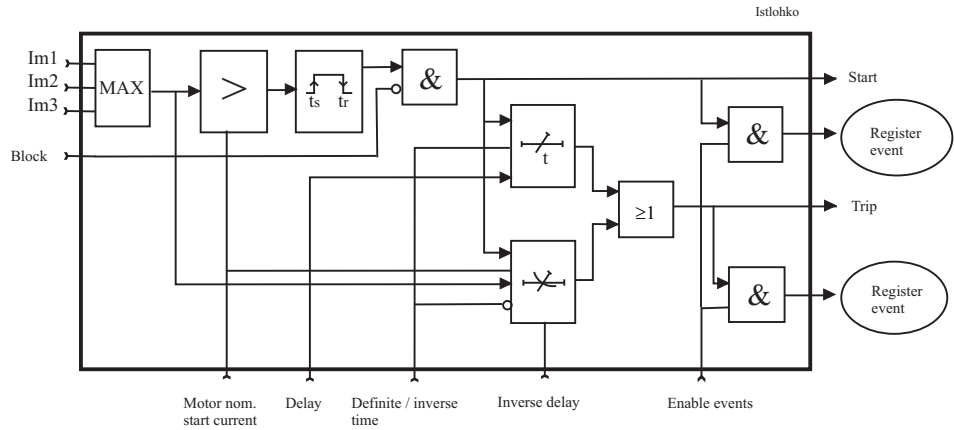 Istlohko
Im1
Im2
Im3
MAX
>
ts
tr
&
Start
Block
t
&
Register
event
≥1
Trip
&
Register
event
Motor nom.
start current
Delay
Definite / inverse
time
Inverse delay
Enable events